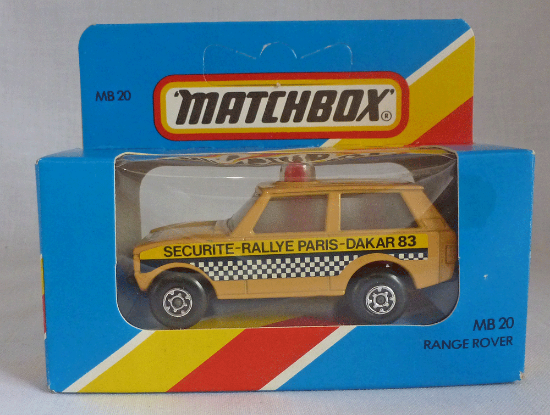 MB 20
MATCHBOX®
SECURITE-RALLYE PARIS-DAKAR 83
MB 20
RANGE ROVER